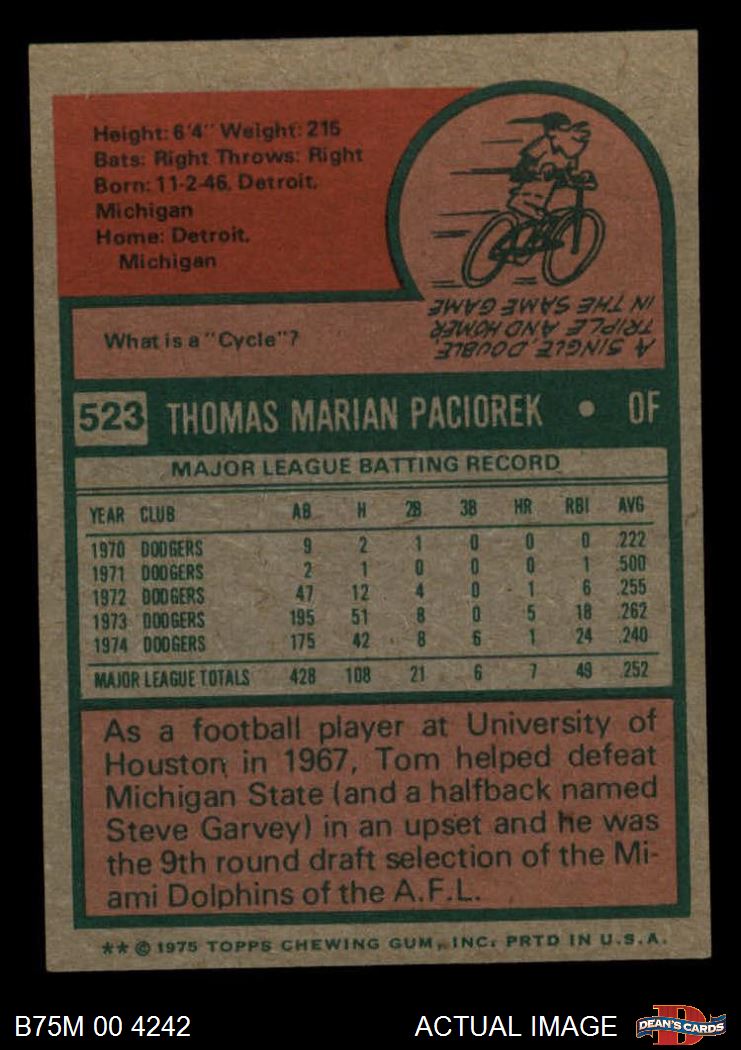 Height: 6'4" Weight: 215
Bats: Right Throws: Right
Born: 11-2-46, Detroit,
Michigan
Home: Detroit,
Michigan
What is a "Cycle"?
A SINGLE, DOUBLE,
TRIPLE AND HOMER
IN THE SAME GAME
523 THOMAS MARIAN PACIOREK • OF
MAJOR LEAGUE BATTING RECORD
YEAR CLUB AB H 2B 3B HR RBI AVG
1970 DODGERS 9 2 1 0 0 0 .222
1971 DODGERS 2 1 0 0 0 1 .500
1972 DODGERS 47 12 4 0 1 6 .255
1973 DODGERS 195 51 8 0 5 18 .262
1974 DODGERS 175 42 8 6 1 24 .240
MAJOR LEAGUE TOTALS 428 108 21 6 7 49 .252
As a football player at University of
Houston in 1967, Tom helped defeat
Michigan State (and a halfback named
Steve Garvey) in an upset and he was
the 9th round draft selection of the Mi-
ami Dolphins of the A.F.L.
** © 1975 TOPPS CHEWING GUM, INC. PRTD IN U.S.A.
B75M 00 4242 ACTUAL IMAGE
D DEAN'S CARDS